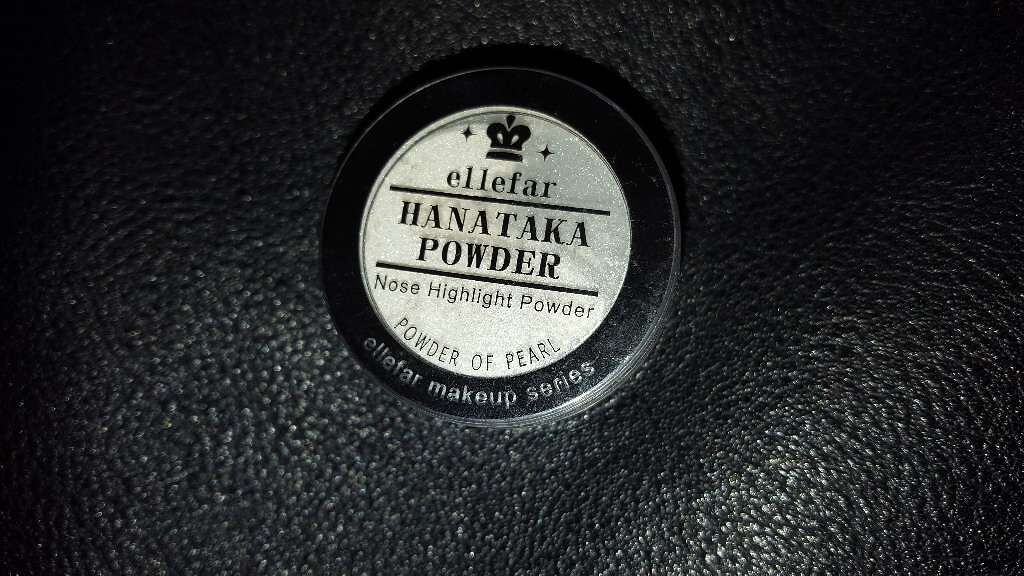 ellefar
HANATAKA
POWDER
Nose Highlight Powder
POWDER OF PEARL
ellefar makeup series